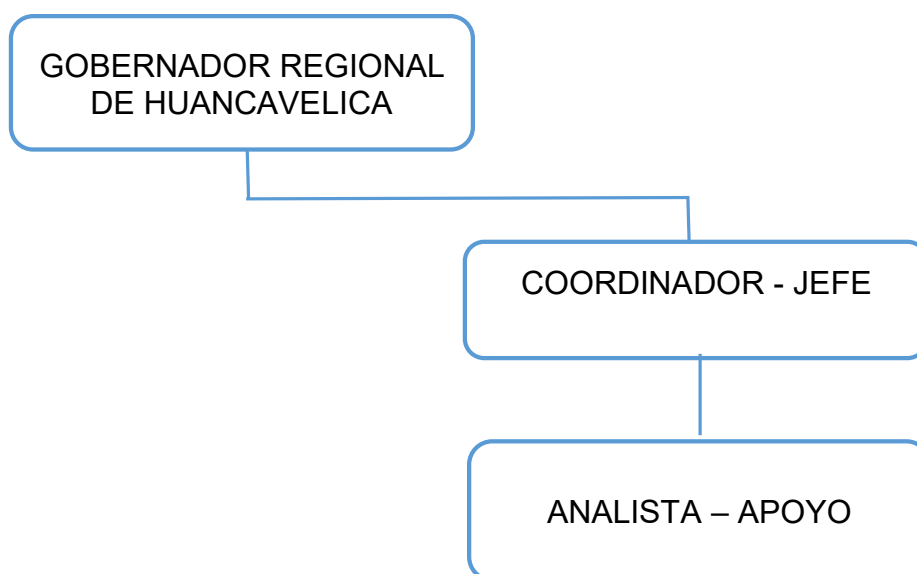 GOBERNADOR REGIONAL
DE HUANCAVELICA
COORDINADOR - JEFE
ANALISTA – APOYO